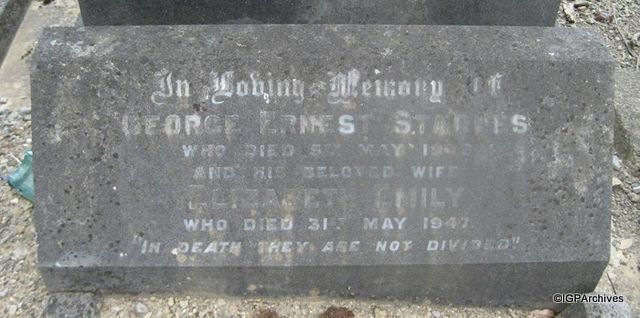 In Loving Memory of
GEORGE ERNEST
WHO DIED MAY
AND HIS BELOVED WIFE
ELIZABETH EMILY
WHO DIED 31ST MAY 1947.
"IN DEATH THEY ARE NOT DIVIDED"
©IGPArchives